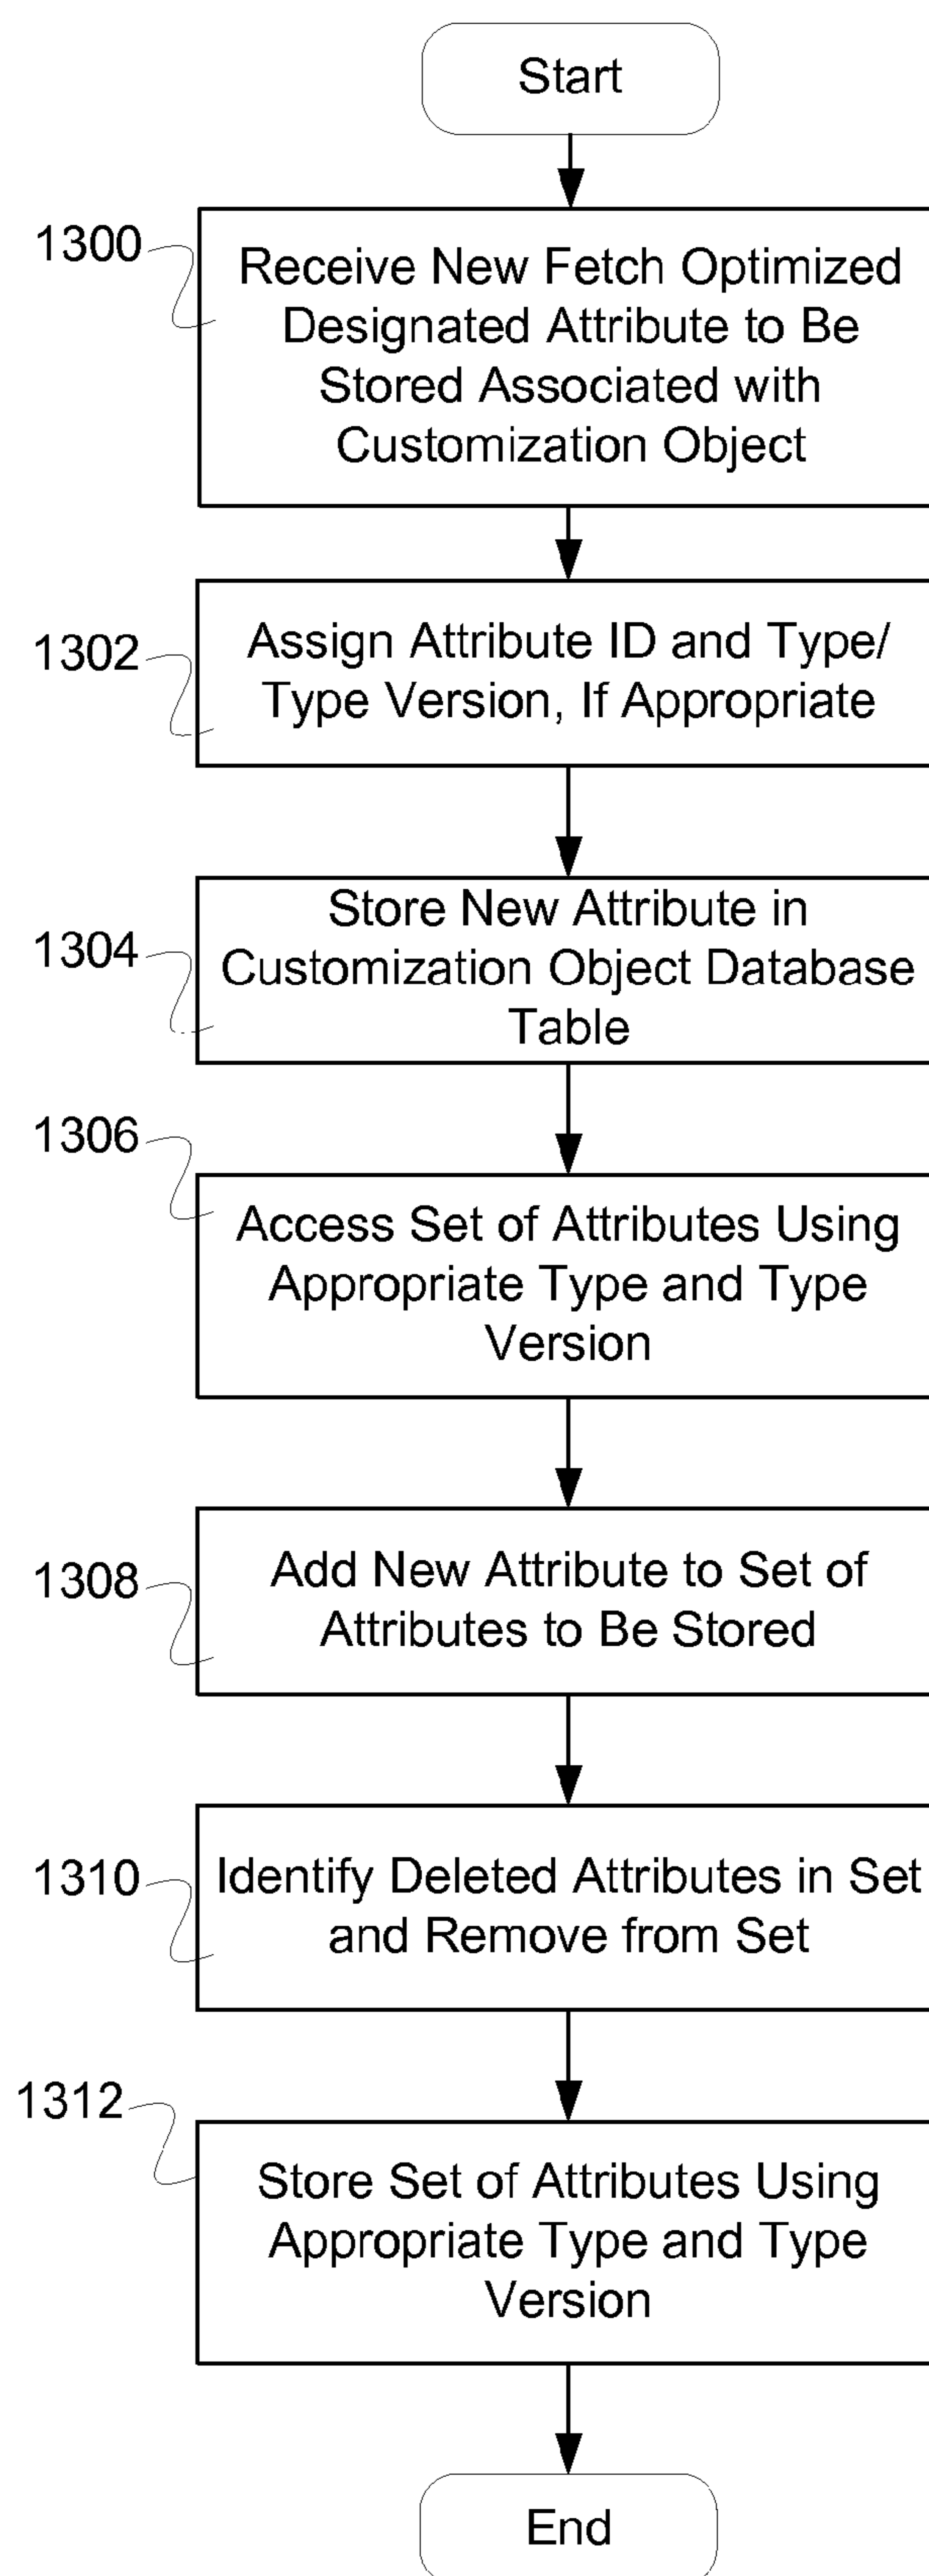 Start
1300
Receive New Fetch Optimized
Designated Attribute to Be
Stored Associated with
Customization Object
1302
Assign Attribute ID and Type/
Type Version, If Appropriate
1304
Store New Attribute in
Customization Object Database
Table
1306
Access Set of Attributes Using
Appropriate Type and Type
Version
1308
Add New Attribute to Set of
Attributes to Be Stored
1310
Identify Deleted Attributes in Set
and Remove from Set
1312
Store Set of Attributes Using
Appropriate Type and Type
Version
End